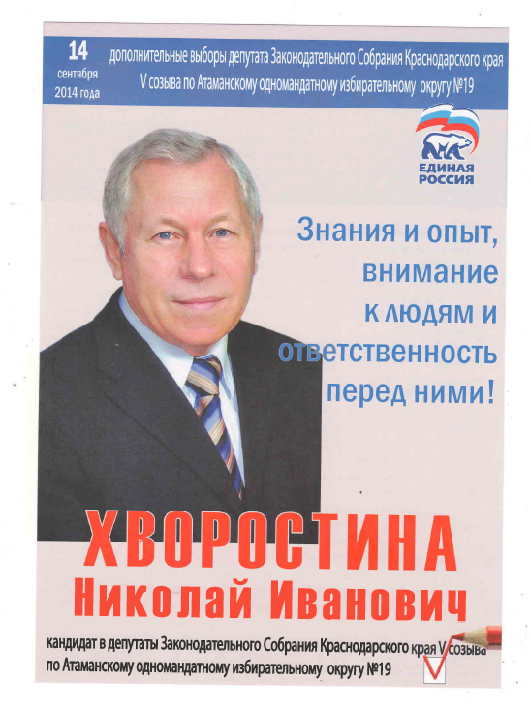 14
сентября
2014 года
дополнительные выборы депутата Законодательного Собрания Краснодарского края
V созыва по Атаманскому одномандатному избирательному округу №19
ЕДИНАЯ
РОССИЯ
Знания и опыт,
внимание
к людям и
ответственность
перед ними!
ХВОРОСТИНА
Николай Иванович
кандидат в депутаты Законодательного Собрания Краснодарского края V созыва
по Атаманскому одномандатному избирательному округу №19